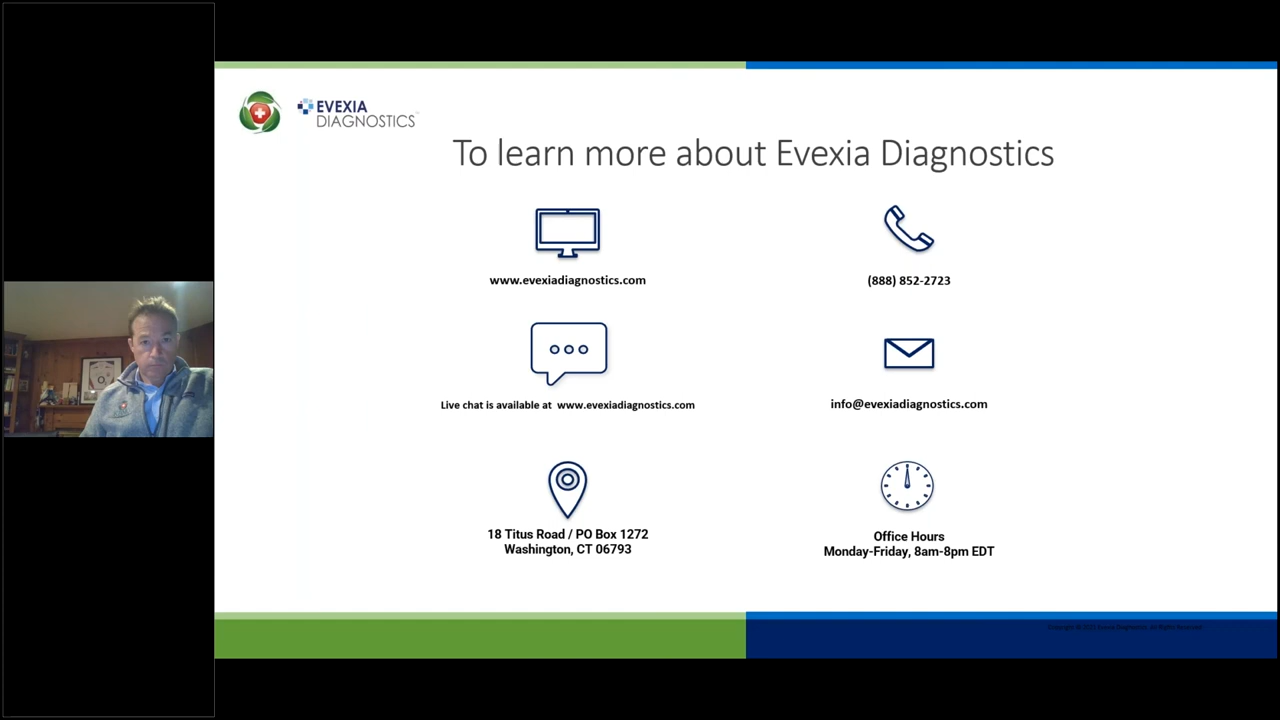 EVEXIA
DIAGNOSTICS
To learn more about Evexia Diagnostics
www.evexiadiagnostics.com
(888) 852-2723
Live chat is available at www.evexiadiagnostics.com
info@evexiadiagnostics.com
18 Titus Road / PO Box 1272
Washington, CT 06793
Office Hours
Monday-Friday, 8am-8pm EDT